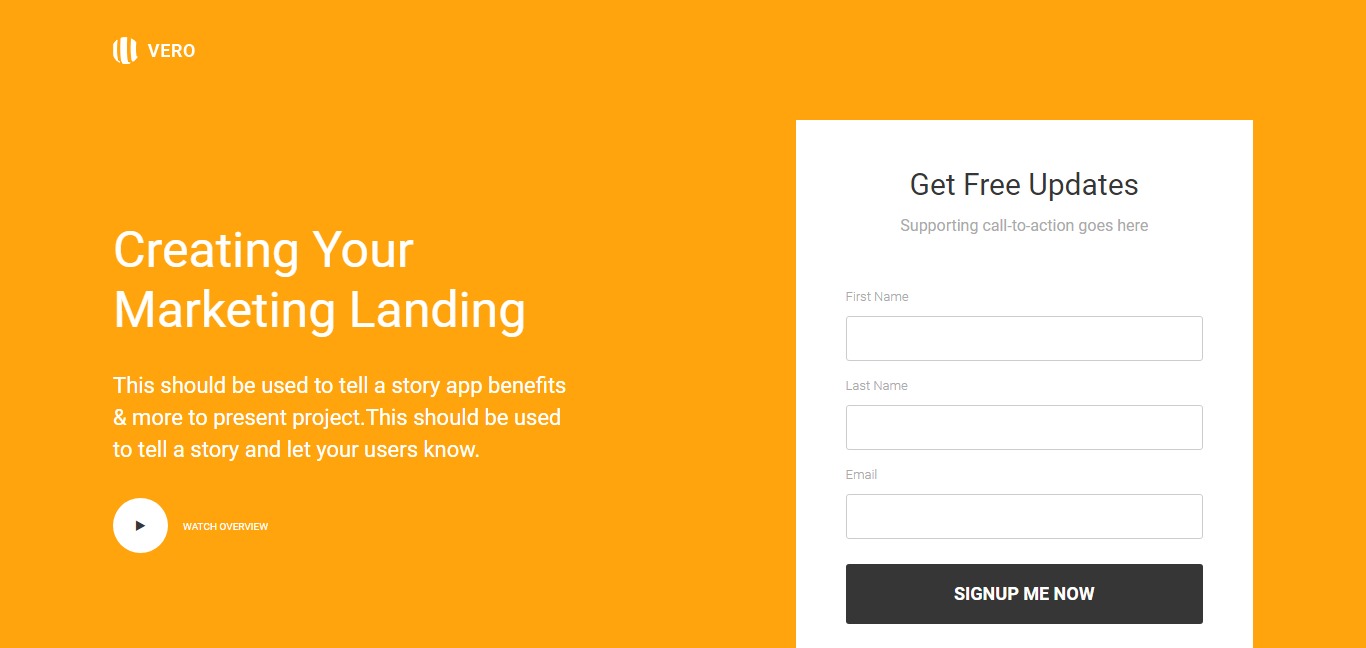 VERO
Creating Your
Marketing Landing
This should be used to tell a story app benefits
& more to present project.This should be used
to tell a story and let your users know.
WATCH OVERVIEW
Get Free Updates
Supporting call-to-action goes here
First Name
Last Name
Email
SIGNUP ME NOW